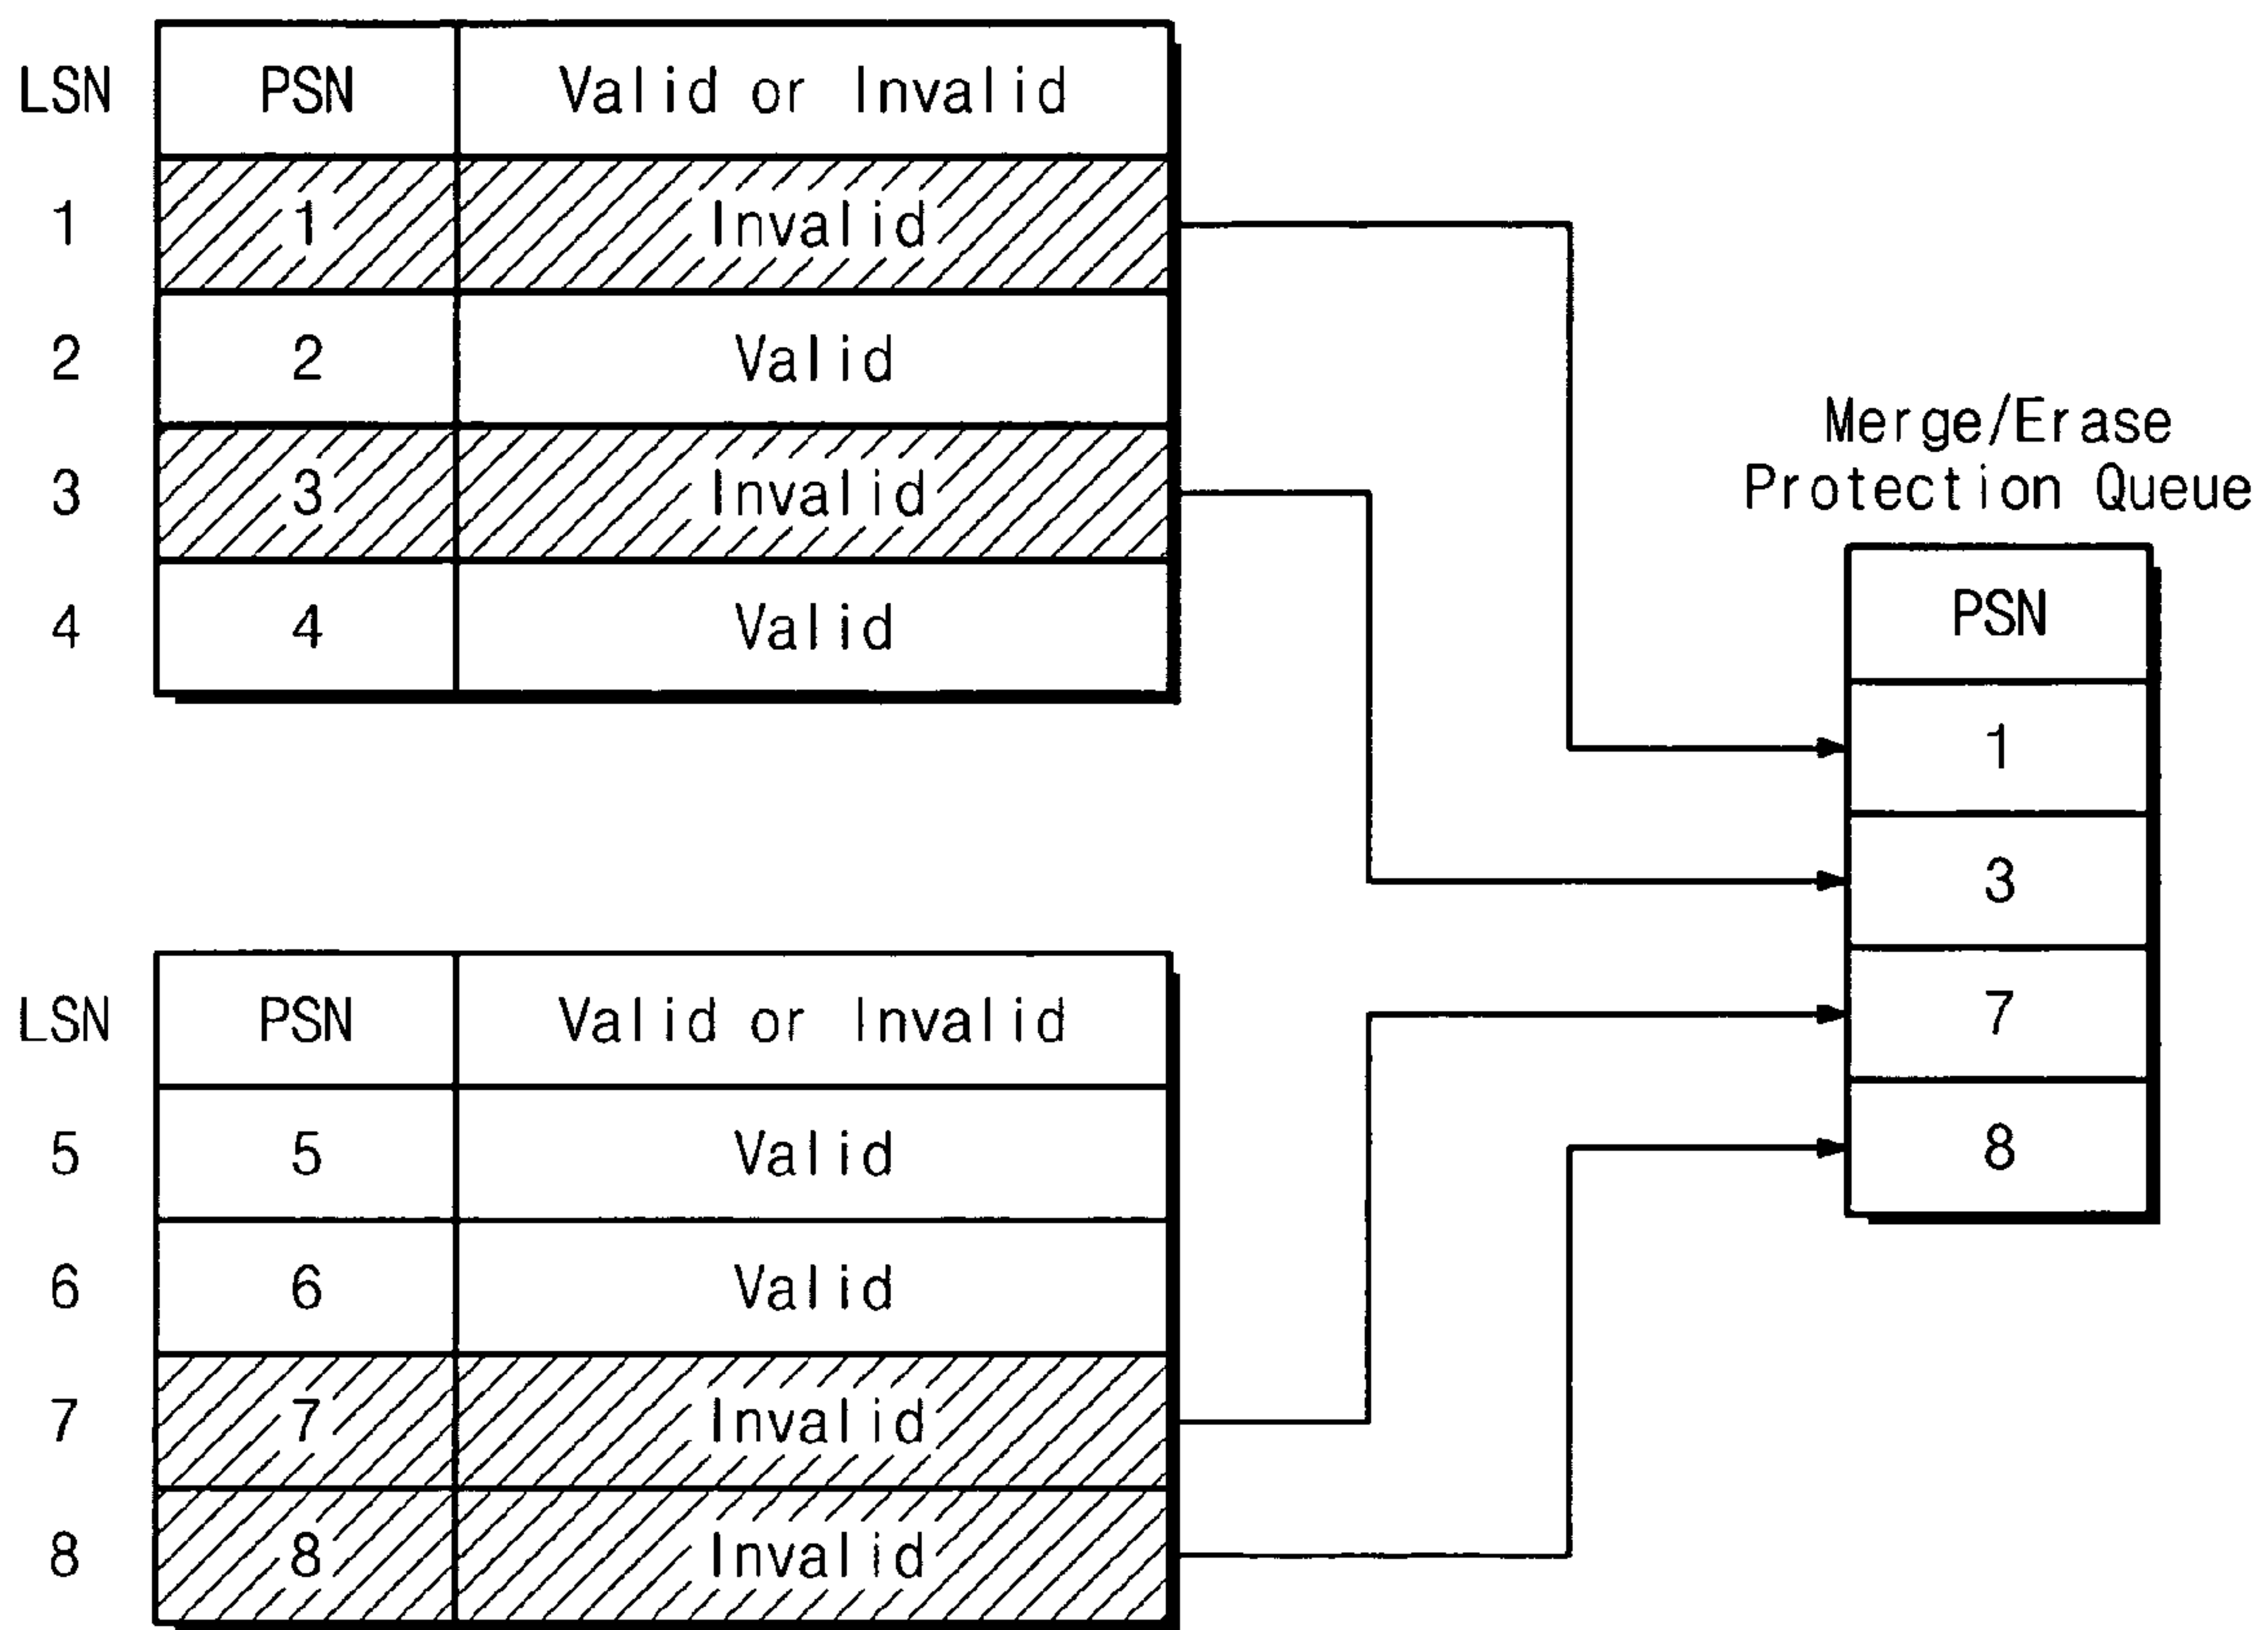 LSN PSN Valid or Invalid
1 1 Invalid
2 2 Valid
3 3 Invalid
4 4 Valid
Merge/Erase
Protection Queue
PSN
1
3
7
8
LSN PSN Valid or Invalid
5 5 Valid
6 6 Valid
7 7 Invalid
8 8 Invalid